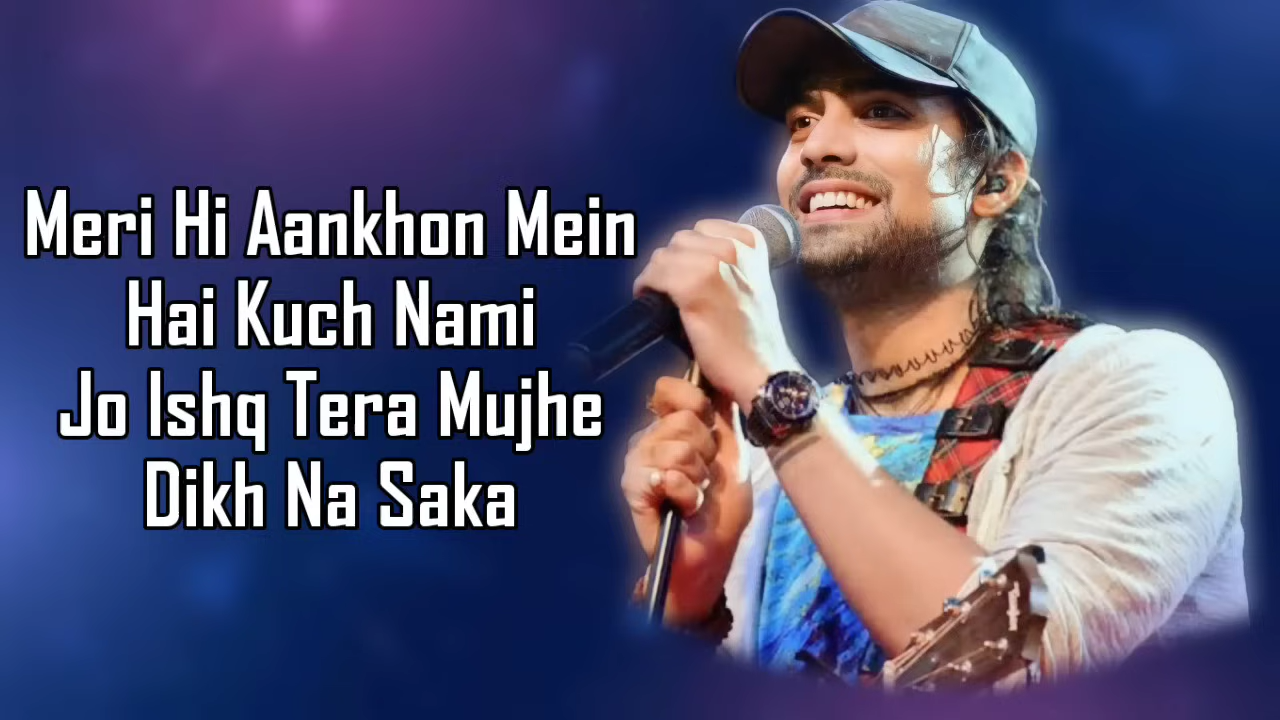 Meri Hi Aankhon Mein
Hai Kuch Nami
Jo Ishq Tera Mujhe
Dikh Na Saka